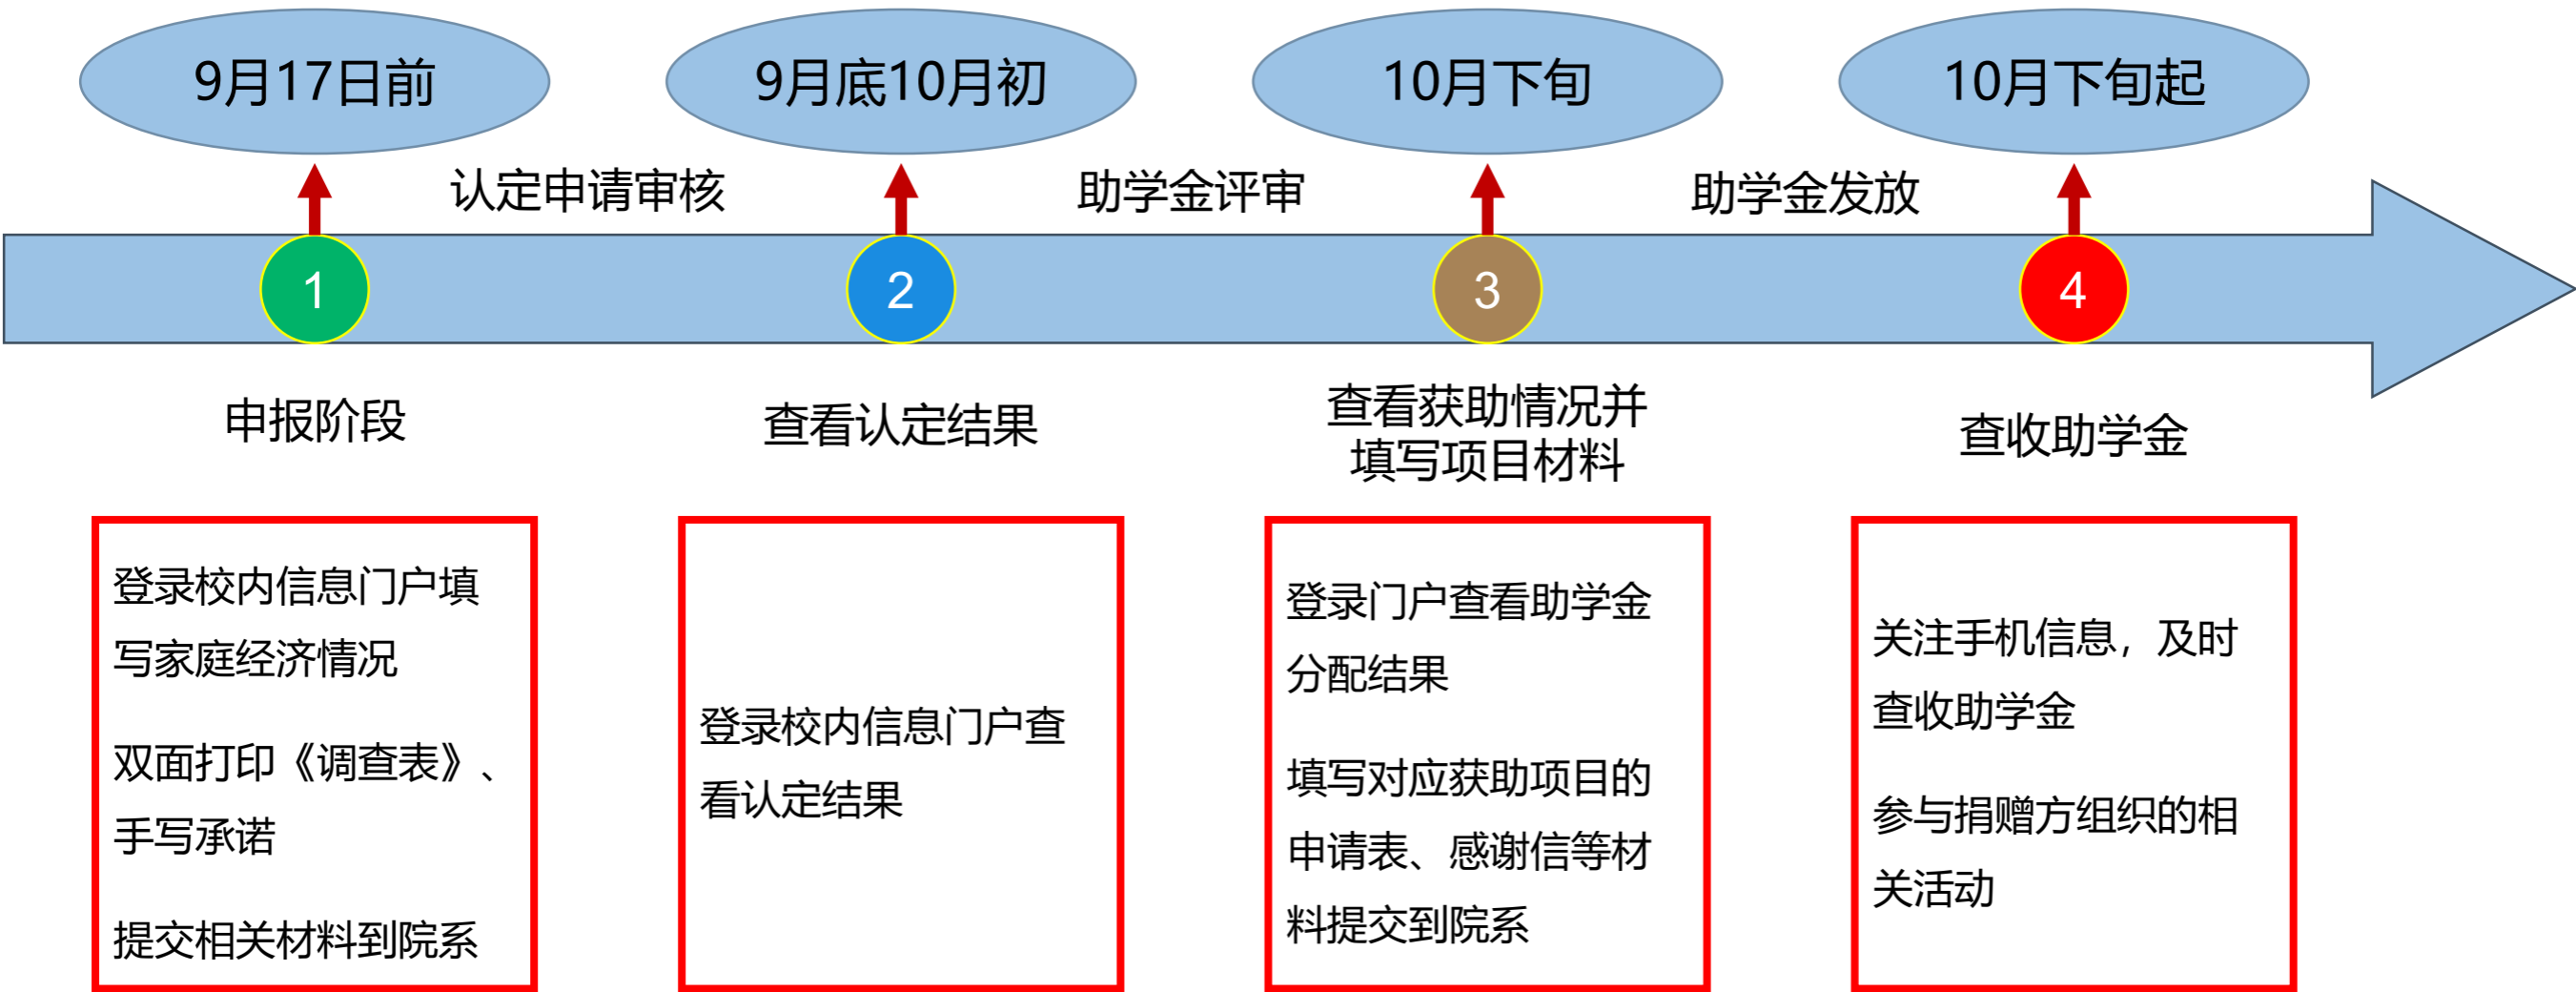 9月17日前
9月底10月初
10月下旬
10月下旬起
认定申请审核
助学金评审
助学金发放
1
2
3
4
申报阶段
查看认定结果
查看获助情况并
填写项目材料
查收助学金
登录校内信息门户填
写家庭经济情况
双面打印《调查表》、
手写承诺
提交相关材料到院系
登录校内信息门户查
看认定结果
登录门户查看助学金
分配结果
填写对应获助项目的
申请表、感谢信等材
料提交到院系
关注手机信息，及时
查收助学金
参与捐赠方组织的相
关活动